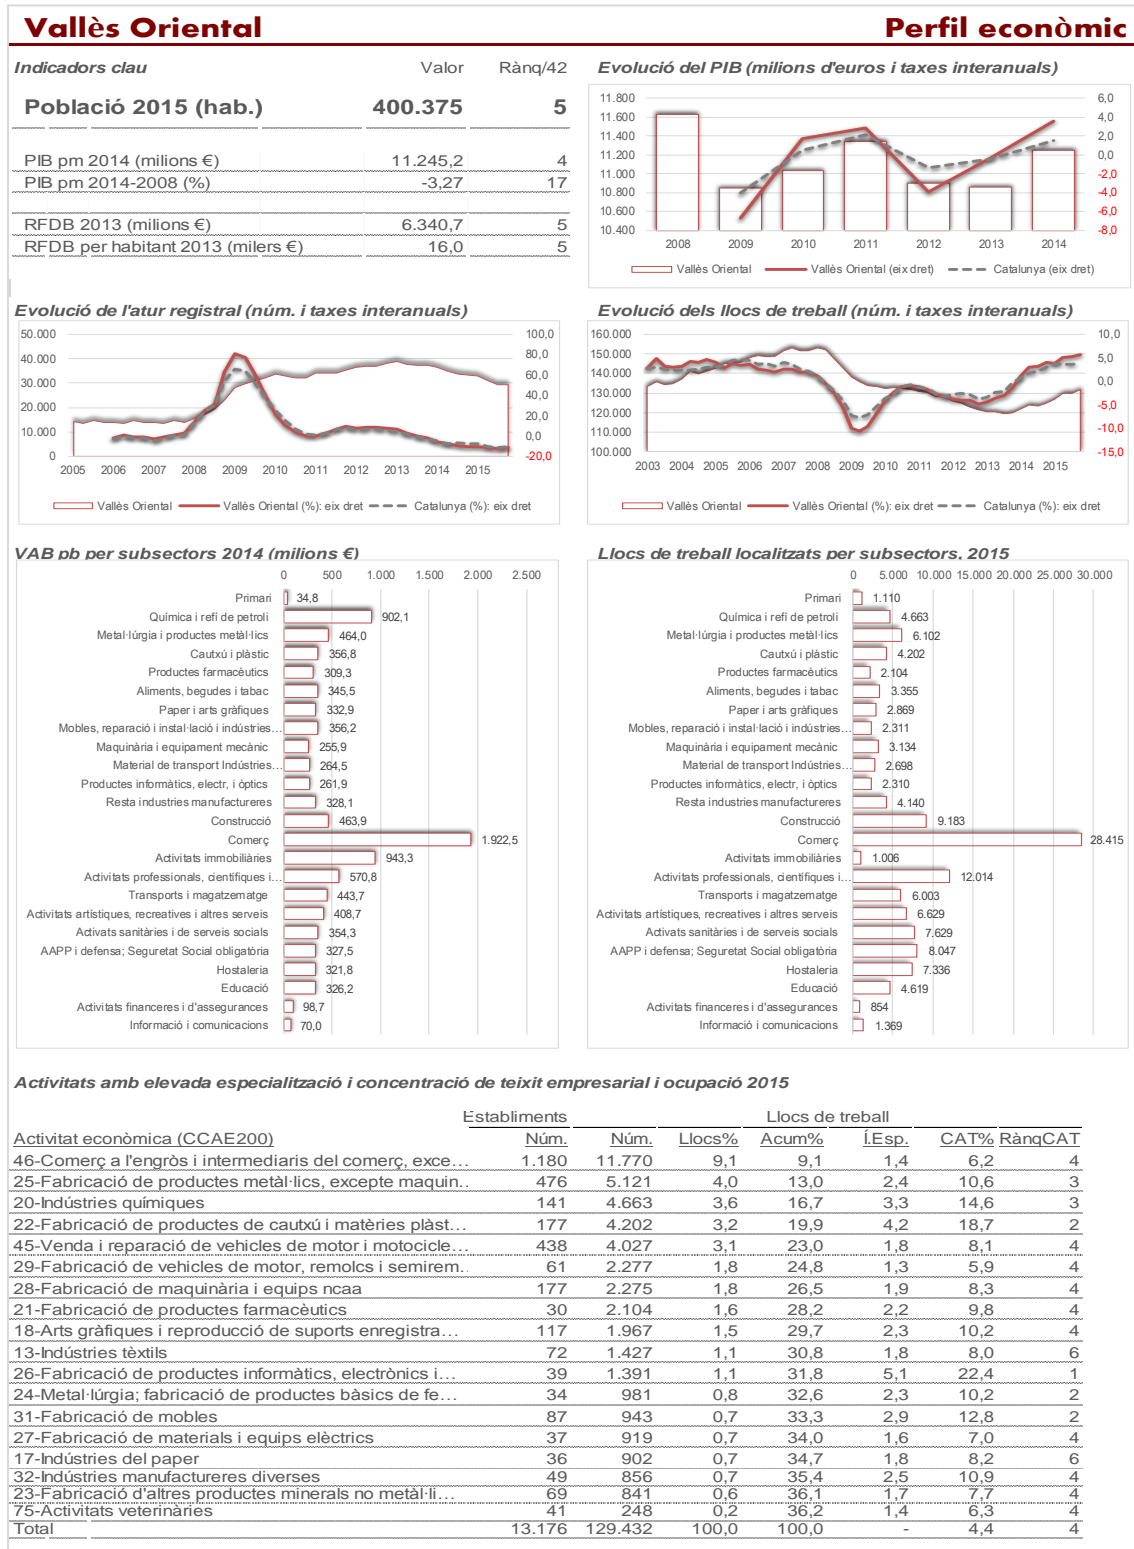 Vallès Oriental Perfil econòmic
Indicadors clau Valor Rànq/42
Població 2015 (hab.) 400.375 5
PIB pm 2014 (milions €) 11.245,2 4
PIB pm 2014-2008 (%) -3,27 17
RFDB 2013 (milions €) 6.340,7 5
RFDB per habitant 2013 (milers €) 16,0 5
Evolució del PIB (milions d'euros i taxes interanuals)
11.800 6,0
11.600 4,0
11.400 2,0
11.200 0,0
11.000 -2,0
10.800 -4,0
10.600 -6,0
10.400 -8,0
2008 2009 2010 2011 2012 2013 2014
Vallès Oriental Vallès Oriental (eix dret) Catalunya (eix dret)
Evolució de l'atur registral (núm. i taxes interanuals)
50.000 100,0
40.000 80,0
30.000 60,0
20.000 40,0
10.000 20,0
0 0,0
-20,0
2005 2006 2007 2008 2009 2010 2011 2012 2013 2014 2015
Vallès Oriental Vallès Oriental (%): eix dret Catalunya (%): eix dret
Evolució dels llocs de treball (núm. i taxes interanuals)
160.000 10,0
150.000 5,0
140.000 0,0
130.000 -5,0
120.000 -10,0
110.000 -15,0
100.000
2003 2004 2005 2006 2007 2008 2009 2010 2011 2012 2013 2014 2015
Vallès Oriental Vallès Oriental (%): eix dret Catalunya (%): eix dret
VAB pb per subsectors 2014 (milions €)
0 500 1.000 1.500 2.000 2.500
Primari 34,8
Química i refí de petroli 902,1
Metal·lúrgia i productes metàl·lics 464,0
Cautxú i plàstic 356,8
Productes farmacèutics 309,3
Aliments, begudes i tabac 345,5
Paper i arts gràfiques 332,9
Mobles, reparació i instal·lació i indústries... 356,2
Maquinària i equipament mecànic 255,9
Material de transport Indústries... 264,5
Productes informàtics, electr, i òptics 261,9
Resta industries manufactureres 328,1
Construcció 463,9
Comerç 1.922,5
Activitats immobiliàries 943,3
Activitats professionals, científiques i... 570,8
Transports i magatzematge 443,7
Activitats artístiques, recreatives i altres serveis 408,7
Activats sanitàries i de serveis socials 354,3
AAPP i defensa; Seguretat Social obligatòria 327,5
Hostaleria 321,8
Educació 326,2
Activitats financeres i d'assegurances 98,7
Informació i comunicacions 70,0
Llocs de treball localitzats per subsectors, 2015
0 5.000 10.000 15.000 20.000 25.000 30.000
Primari 1.110
Química i refí de petroli 4.663
Metal·lúrgia i productes metàl·lics 6.102
Cautxú i plàstic 4.202
Productes farmacèutics 2.104
Aliments, begudes i tabac 3.355
Paper i arts gràfiques 2.869
Mobles, reparació i instal·lació i indústries... 2.311
Maquinària i equipament mecànic 3.134
Material de transport Indústries... 2.698
Productes informàtics, electr, i òptics 2.310
Resta industries manufactureres 4.140
Construcció 9.183
Comerç 28.415
Activitats immobiliàries 1.006
Activitats professionals, científiques i... 12.014
Transports i magatzematge 6.003
Activitats artístiques, recreatives i altres serveis 6.629
Activats sanitàries i de serveis socials 7.629
AAPP i defensa; Seguretat Social obligatòria 8.047
Hostaleria 7.336
Educació 4.619
Activitats financeres i d'assegurances 854
Informació i comunicacions 1.369
Activitats amb elevada especialització i concentració de teixit empresarial i ocupació 2015
Establiments Llocs de treball
Activitat econòmica (CCAE200) Núm. Núm. Llocs% Acum% Í.Esp. CAT% RànqCAT
46-Comerç a l'engròs i intermediaris del comerç, exce... 1.180 11.770 9,1 9,1 1,4 6,2 4
25-Fabricació de productes metàl·lics, excepte maquin... 476 5.121 4,0 13,0 2,4 10,6 3
20-Indústries químiques 141 4.663 3,6 16,7 3,3 14,6 3
22-Fabricació de productes de cautxú i matèries plàst... 177 4.202 3,2 19,9 4,2 18,7 2
45-Venda i reparació de vehicles de motor i motocicle... 438 4.027 3,1 23,0 1,8 8,1 4
29-Fabricació de vehicles de motor, remolcs i semirem.. 61 2.277 1,8 24,8 1,3 5,9 4
28-Fabricació de maquinària i equips ncaa 177 2.275 1,8 26,5 1,9 8,3 4
21-Fabricació de productes farmacèutics 30 2.104 1,6 28,2 2,2 9,8 4
18-Arts gràfiques i reproducció de suports enregistra... 117 1.967 1,5 29,7 2,3 10,2 4
13-Indústries tèxtils 72 1.427 1,1 30,8 1,8 8,0 6
26-Fabricació de productes informàtics, electrònics i... 39 1.391 1,1 31,8 5,1 22,4 1
24-Metal·lúrgia; fabricació de productes bàsics de fe... 34 981 0,8 32,6 2,3 10,2 2
31-Fabricació de mobles 87 943 0,7 33,3 2,9 12,8 2
27-Fabricació de materials i equips elèctrics 37 919 0,7 34,0 1,6 7,0 4
17-Indústries del paper 36 902 0,7 34,7 1,8 8,2 6
32-Indústries manufactureres diverses 49 856 0,7 35,4 2,5 10,9 4
23-Fabricació d'altres productes minerals no metàl·li... 69 841 0,6 36,1 1,7 7,7 4
75-Activitats veterinàries 41 248 0,2 36,2 1,4 6,3 4
Total 13.176 129.432 100,0 100,0 - 4,4 4